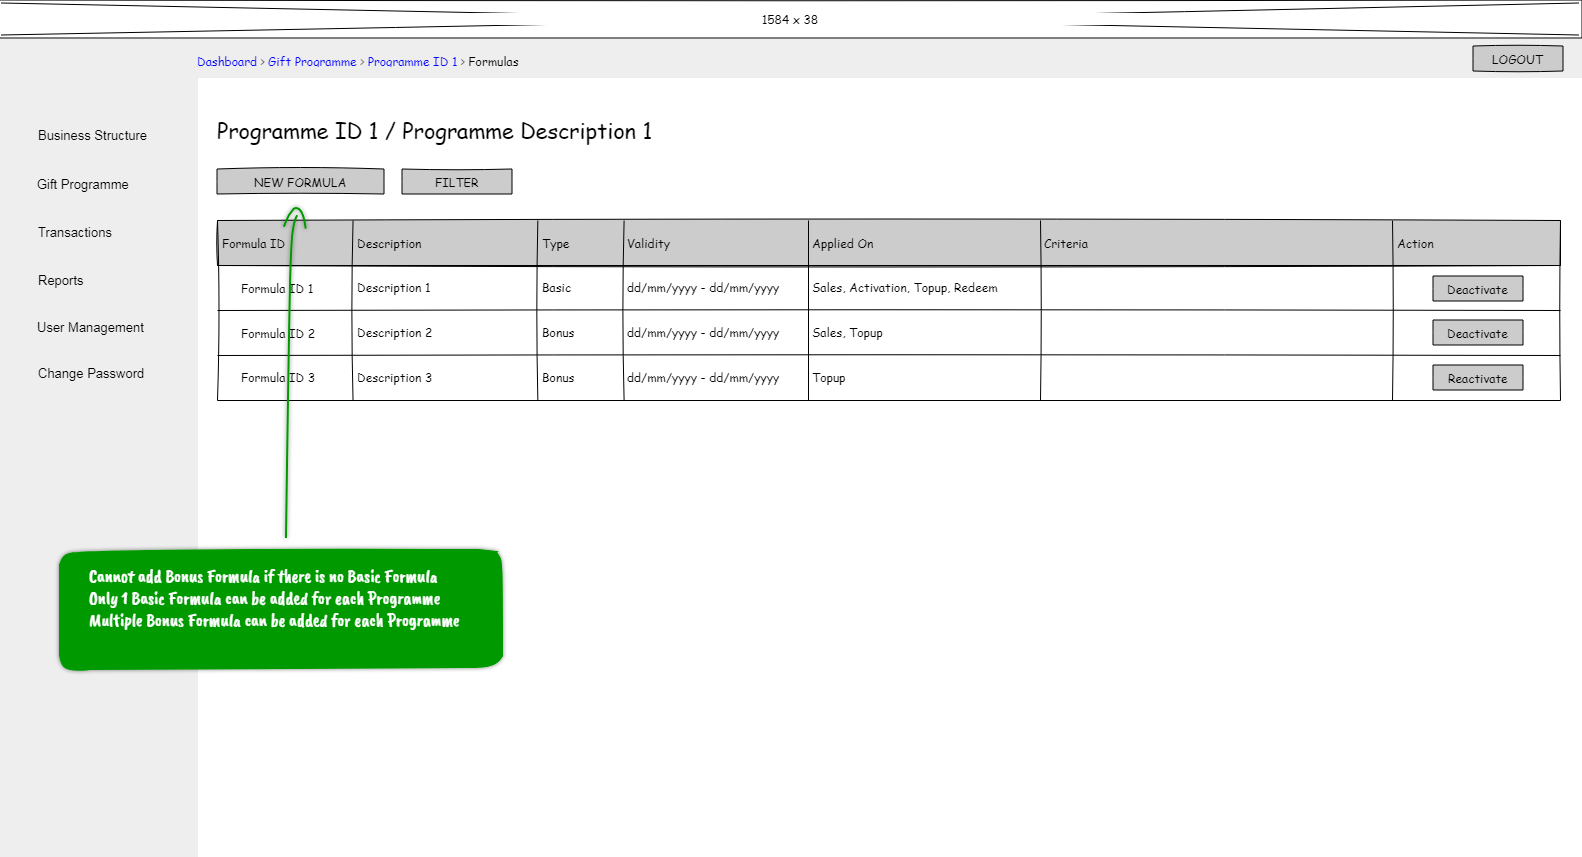 1584 x 38
Dashboard > Gift Programme > Programme ID 1 > Formulas
LOGOUT
Business Structure
Gift Programme
Transactions
Reports
User Management
Change Password
Programme ID 1 / Programme Description 1
NEW FORMULA FILTER
Formula ID Description Type Validity Applied On Criteria Action
Formula ID 1 Description 1 Basic dd/mm/yyyy - dd/mm/yyyy Sales, Activation, Topup, Redeem Deactivate
Formula ID 2 Description 2 Bonus dd/mm/yyyy - dd/mm/yyyy Sales, Topup Deactivate
Formula ID 3 Description 3 Bonus dd/mm/yyyy - dd/mm/yyyy Topup Reactivate
Cannot add Bonus Formula if there is no Basic Formula
Only 1 Basic Formula can be added for each Programme
Multiple Bonus Formula can be added for each Programme